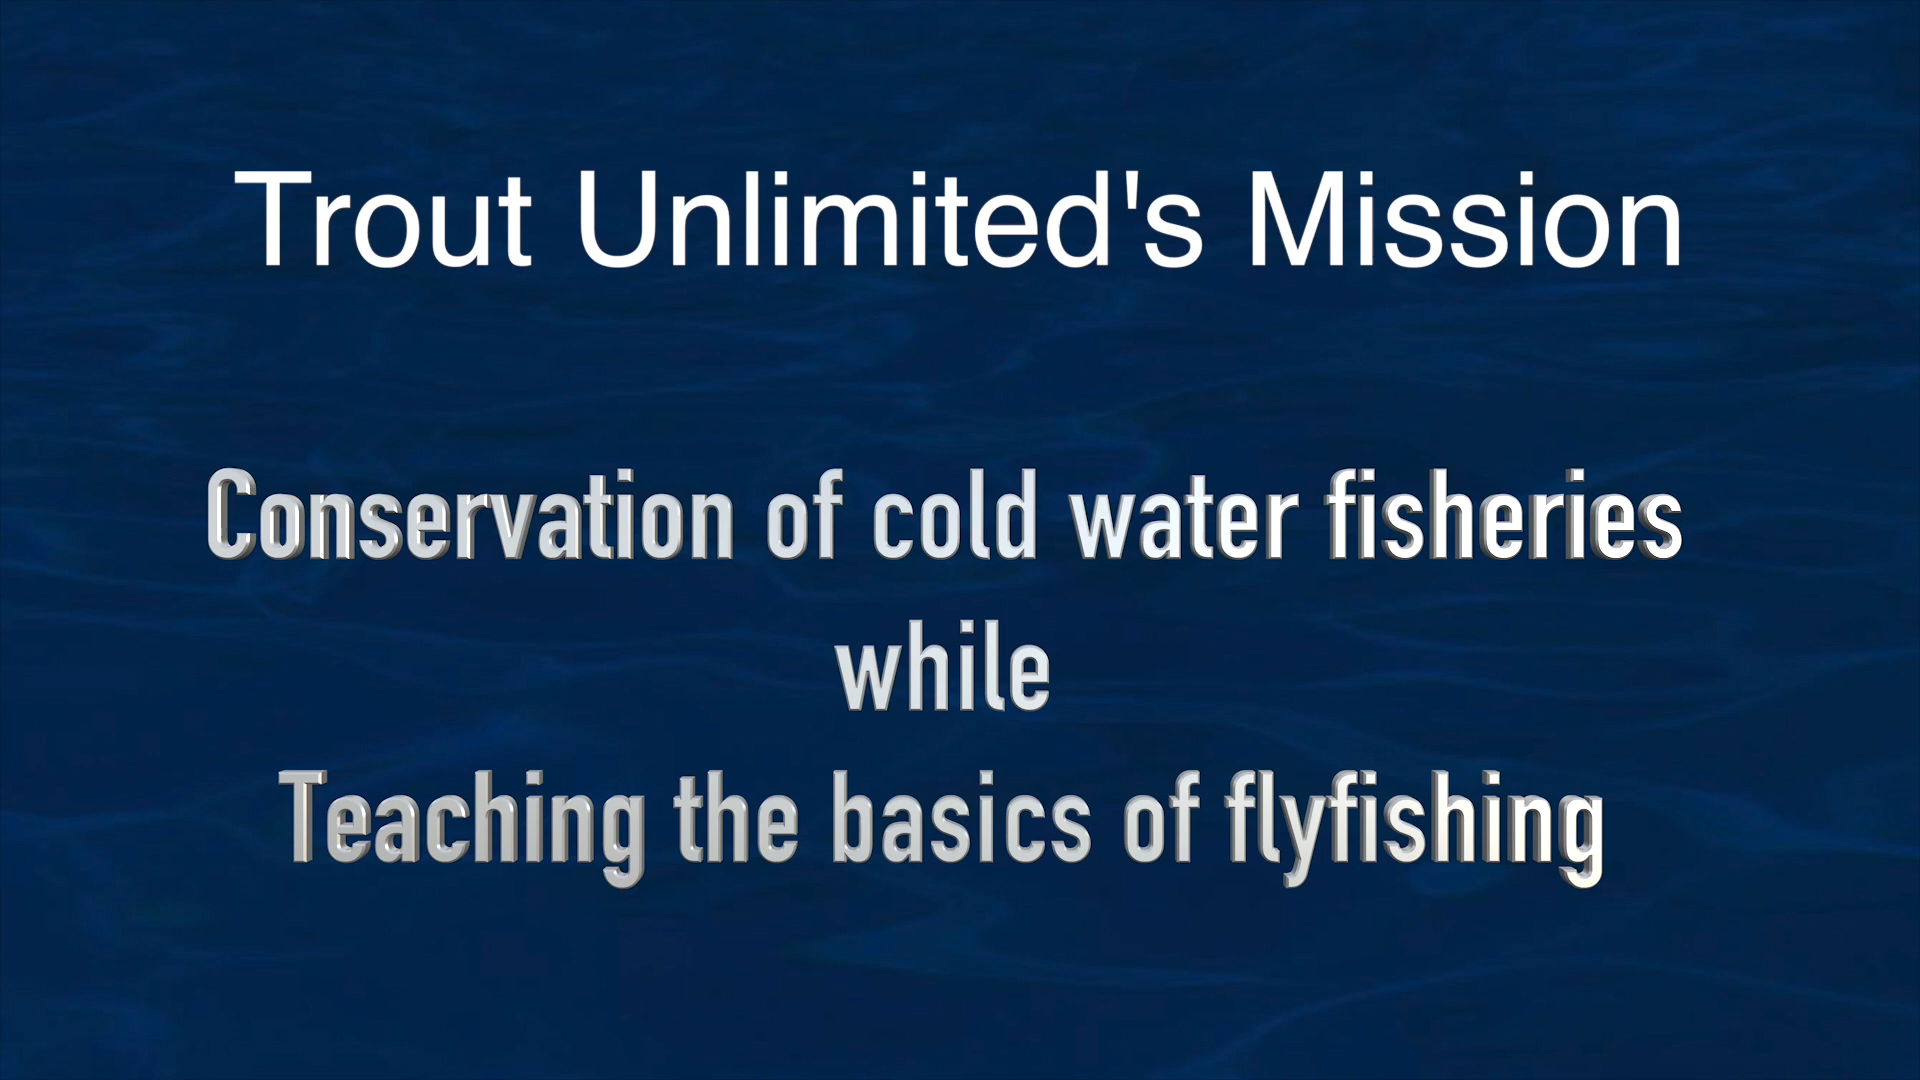 Trout Unlimited's Mission
Conservation of cold water fisheries
while
Teaching the basics of flyfishing